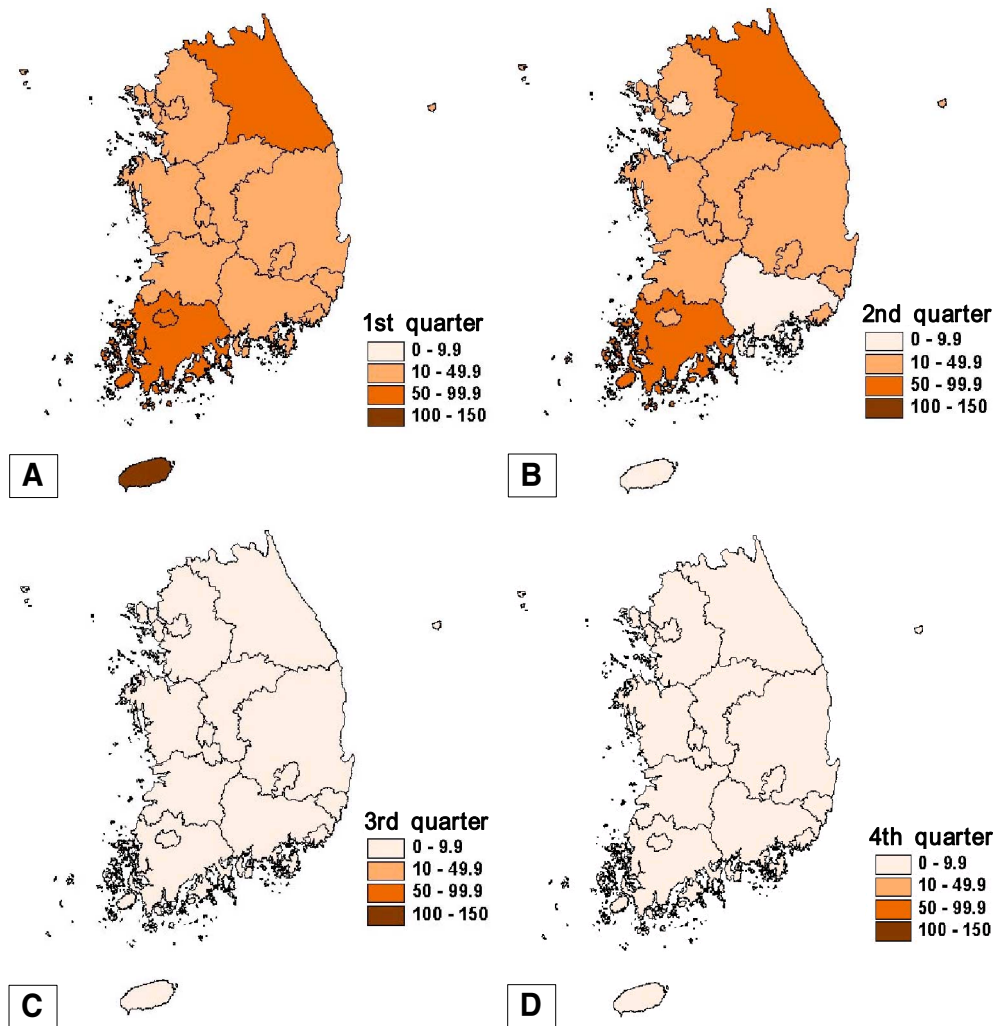 1st quarter
0 - 9.9
10 - 49.9
50 - 99.9
100 - 150
A
2nd quarter
0 - 9.9
10 - 49.9
50 - 99.9
100 - 150
B
3rd quarter
0 - 9.9
10 - 49.9
50 - 99.9
100 - 150
C
4th quarter
0 - 9.9
10 - 49.9
50 - 99.9
100 - 150
D